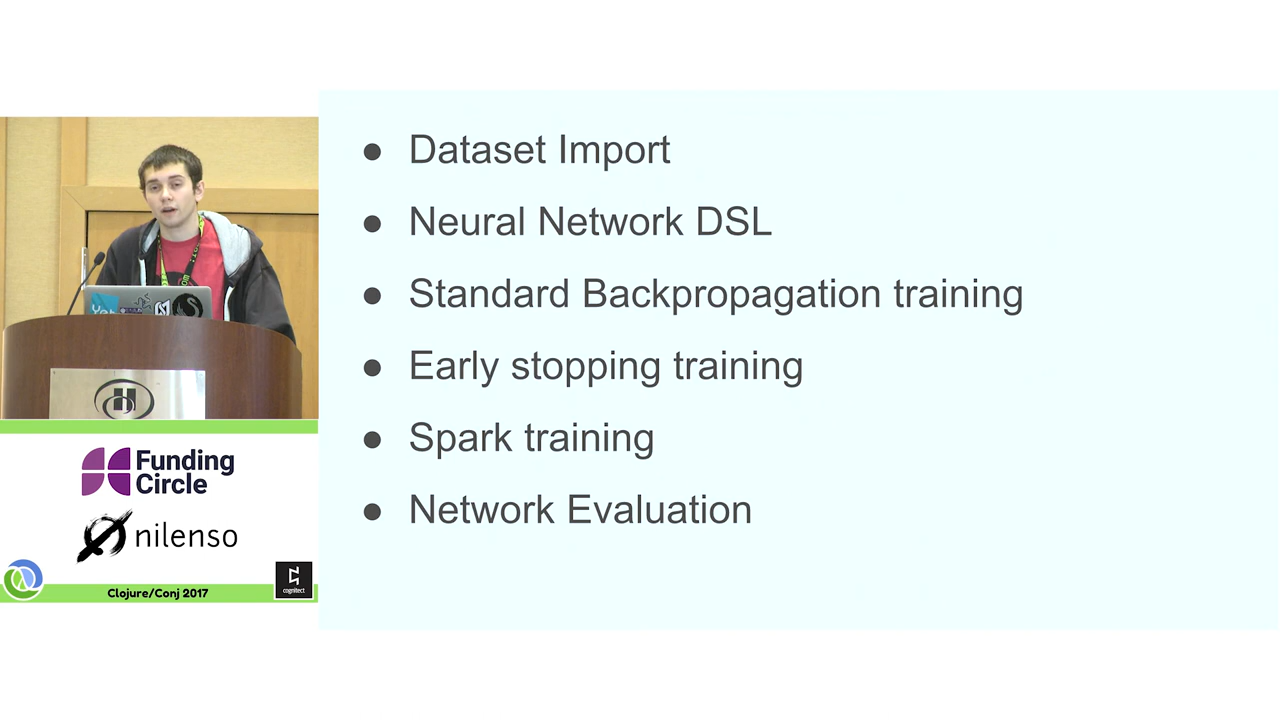 ● Dataset Import
● Neural Network DSL
● Standard Backpropagation training
● Early stopping training
● Spark training
● Network Evaluation
Funding
Circle
nilenso
cognitect
Clojure/Conj 2017